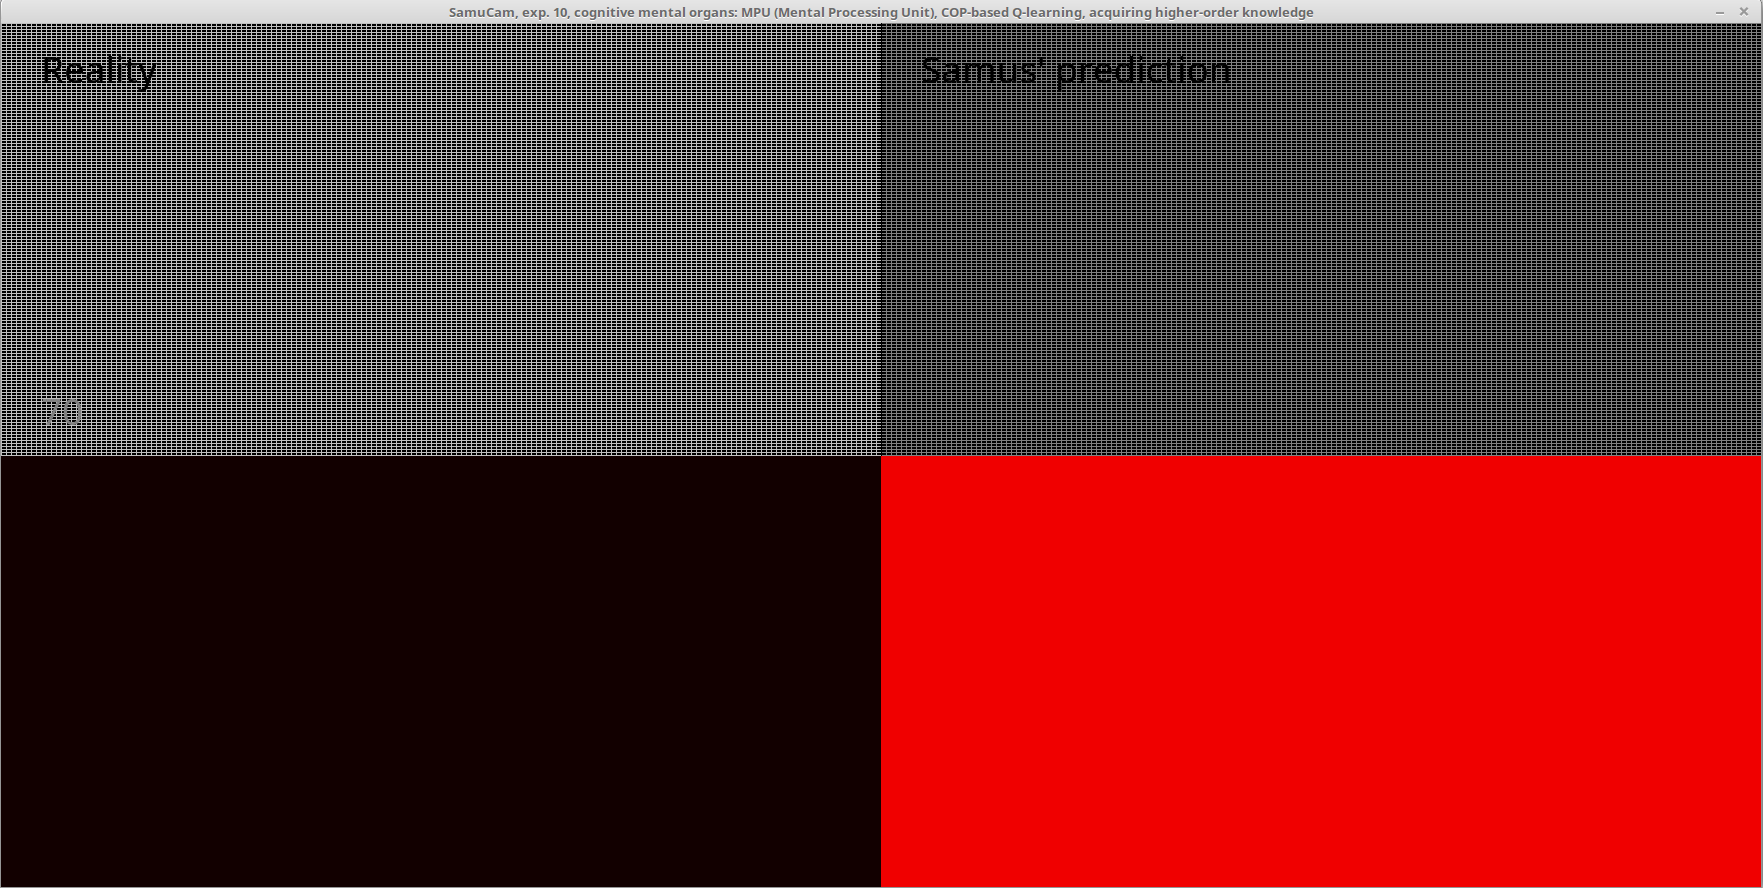 SamuCam, exp. 10, cognitive mental organs: MPU (Mental Processing Unit), COP-based Q-learning, acquiring higher-order knowledge
Reality
Samus' prediction
70